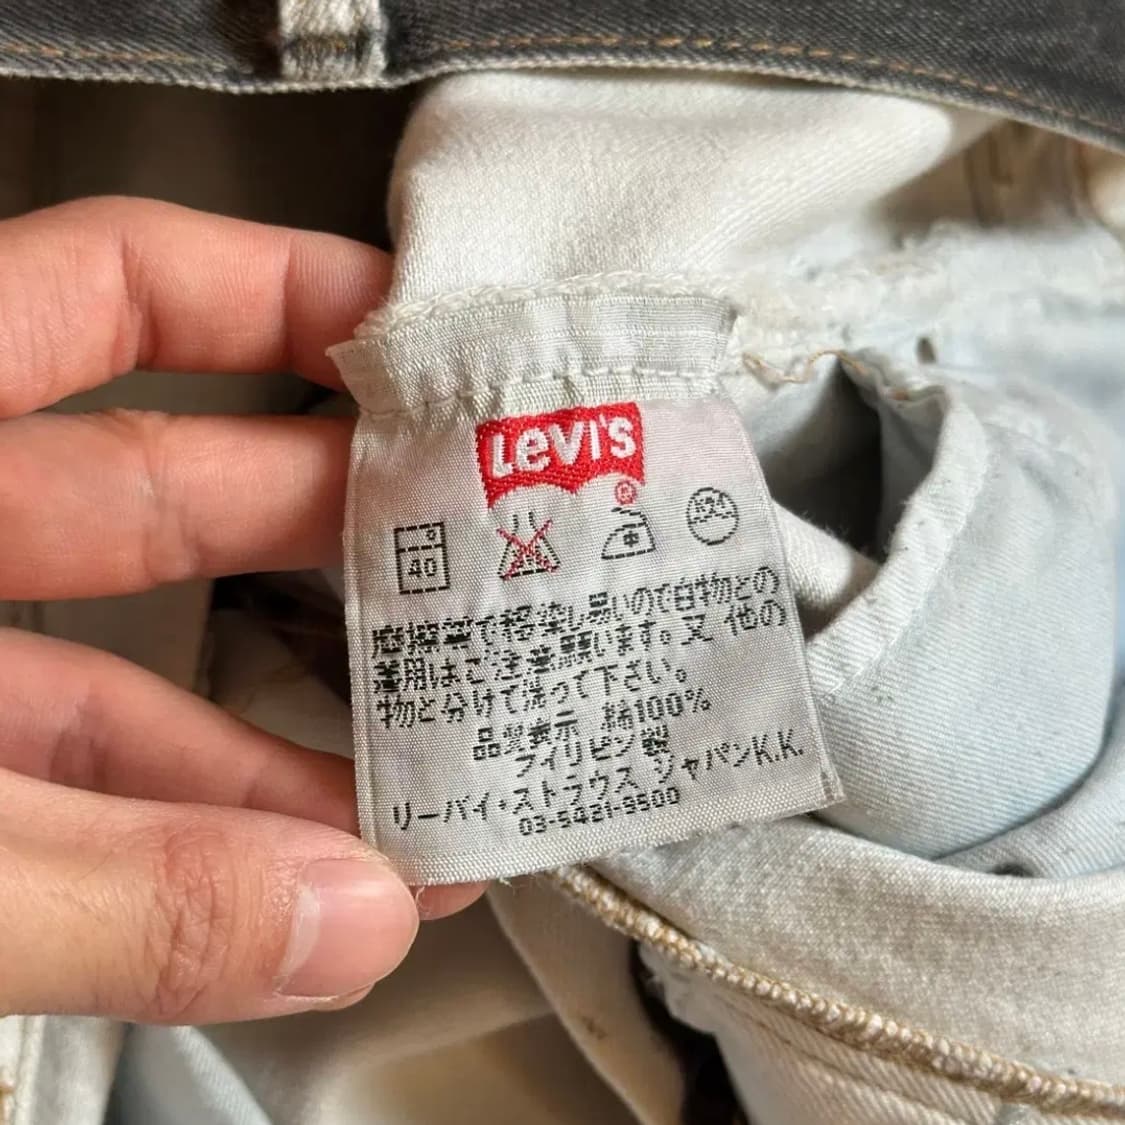 Levi's
®
40
感擦等で移染し易いので白物との
着用はご注意願います。又 他の
物と分けて洗って下さい。
品質表示 綿100%
フィリピン製
リーバイ・ストラウス ジャパンK.K.
03-5421-9300